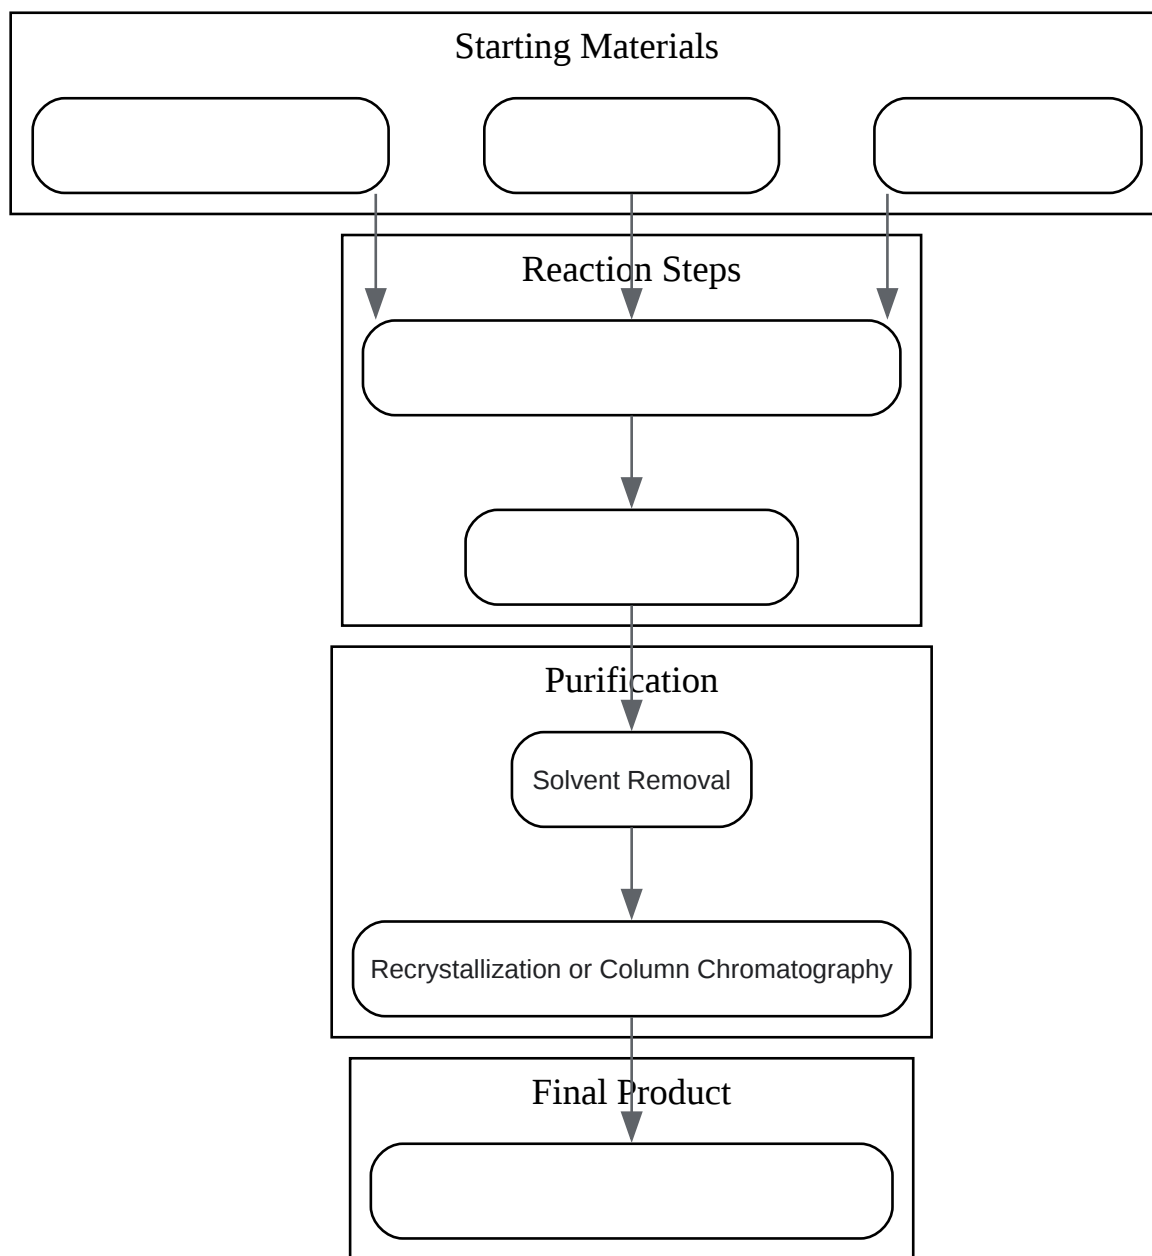 Starting Materials
Reaction Steps
Purification
Solvent Removal
Recrystallization or Column Chromatography
Final Product